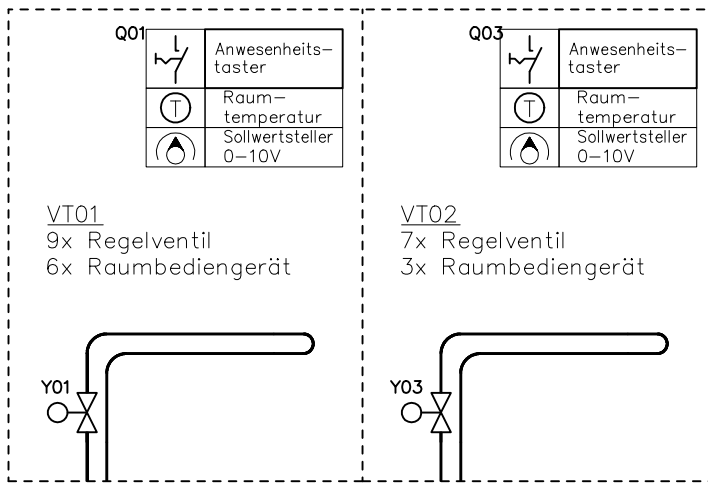 Q01
Anwesenheits–
taster
T
Raum–
temperatur
Sollwertsteller
0–10V
VT01
9x Regelventil
6x Raumbediengerät
Y01
Q03
Anwesenheits–
taster
T
Raum–
temperatur
Sollwertsteller
0–10V
VT02
7x Regelventil
3x Raumbediengerät
Y03